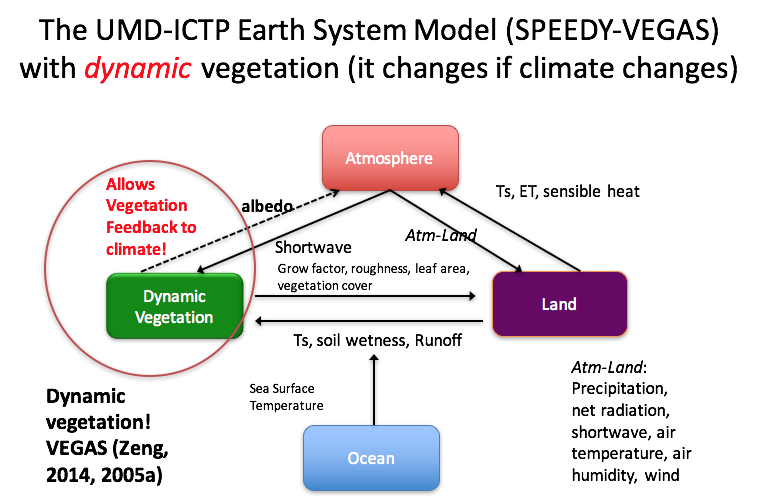 The UMD-ICTP Earth System Model (SPEEDY-VEGAS)
with dynamic vegetation (it changes if climate changes)
Atmosphere
Allows
Vegetation
Feedback to
climate!
albedo
Ts, ET, sensible heat
Atm-Land
Shortwave
Grow factor, roughness, leaf area,
vegetation cover
Dynamic
Vegetation
Land
Ts, soil wetness, Runoff
Sea Surface
Temperature
Ocean
Dynamic
vegetation!
VEGAS (Zeng,
2014, 2005a)
Atm-Land:
Precipitation,
net radiation,
shortwave, air
temperature, air
humidity, wind